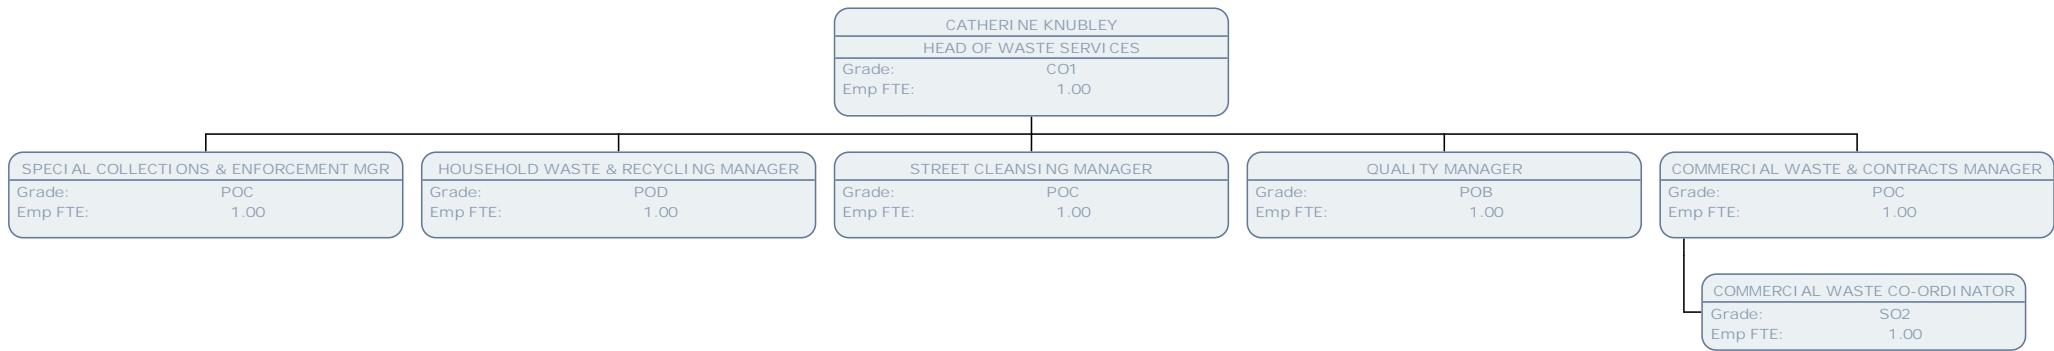 CATHERINE KNUBLEY
HEAD OF WASTE SERVICES
Grade: CO1
Emp FTE: 1.00
SPECIAL COLLECTIONS & ENFORCEMENT MGR
Grade: POC
Emp FTE: 1.00
HOUSEHOLD WASTE & RECYCLING MANAGER
Grade: POD
Emp FTE: 1.00
STREET CLEANSING MANAGER
Grade: POC
Emp FTE: 1.00
QUALITY MANAGER
Grade: POB
Emp FTE: 1.00
COMMERCIAL WASTE & CONTRACTS MANAGER
Grade: POC
Emp FTE: 1.00
COMMERCIAL WASTE CO-ORDINATOR
Grade: SO2
Emp FTE: 1.00